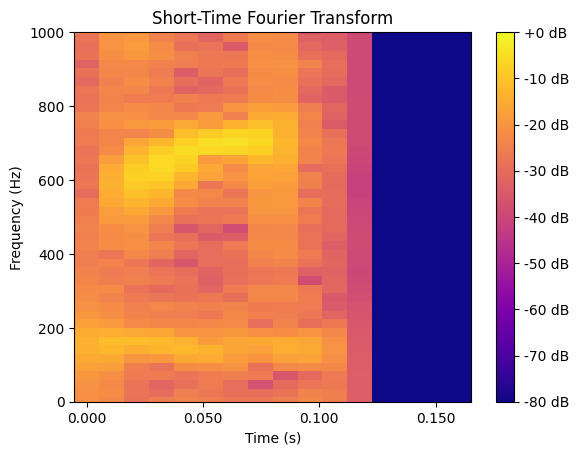 Short-Time Fourier Transform
1000
800
600
400
200
0
Frequency (Hz)
0.000
0.050
0.100
0.150
Time (s)
+0 dB
-10 dB
-20 dB
-30 dB
-40 dB
-50 dB
-60 dB
-70 dB
-80 dB